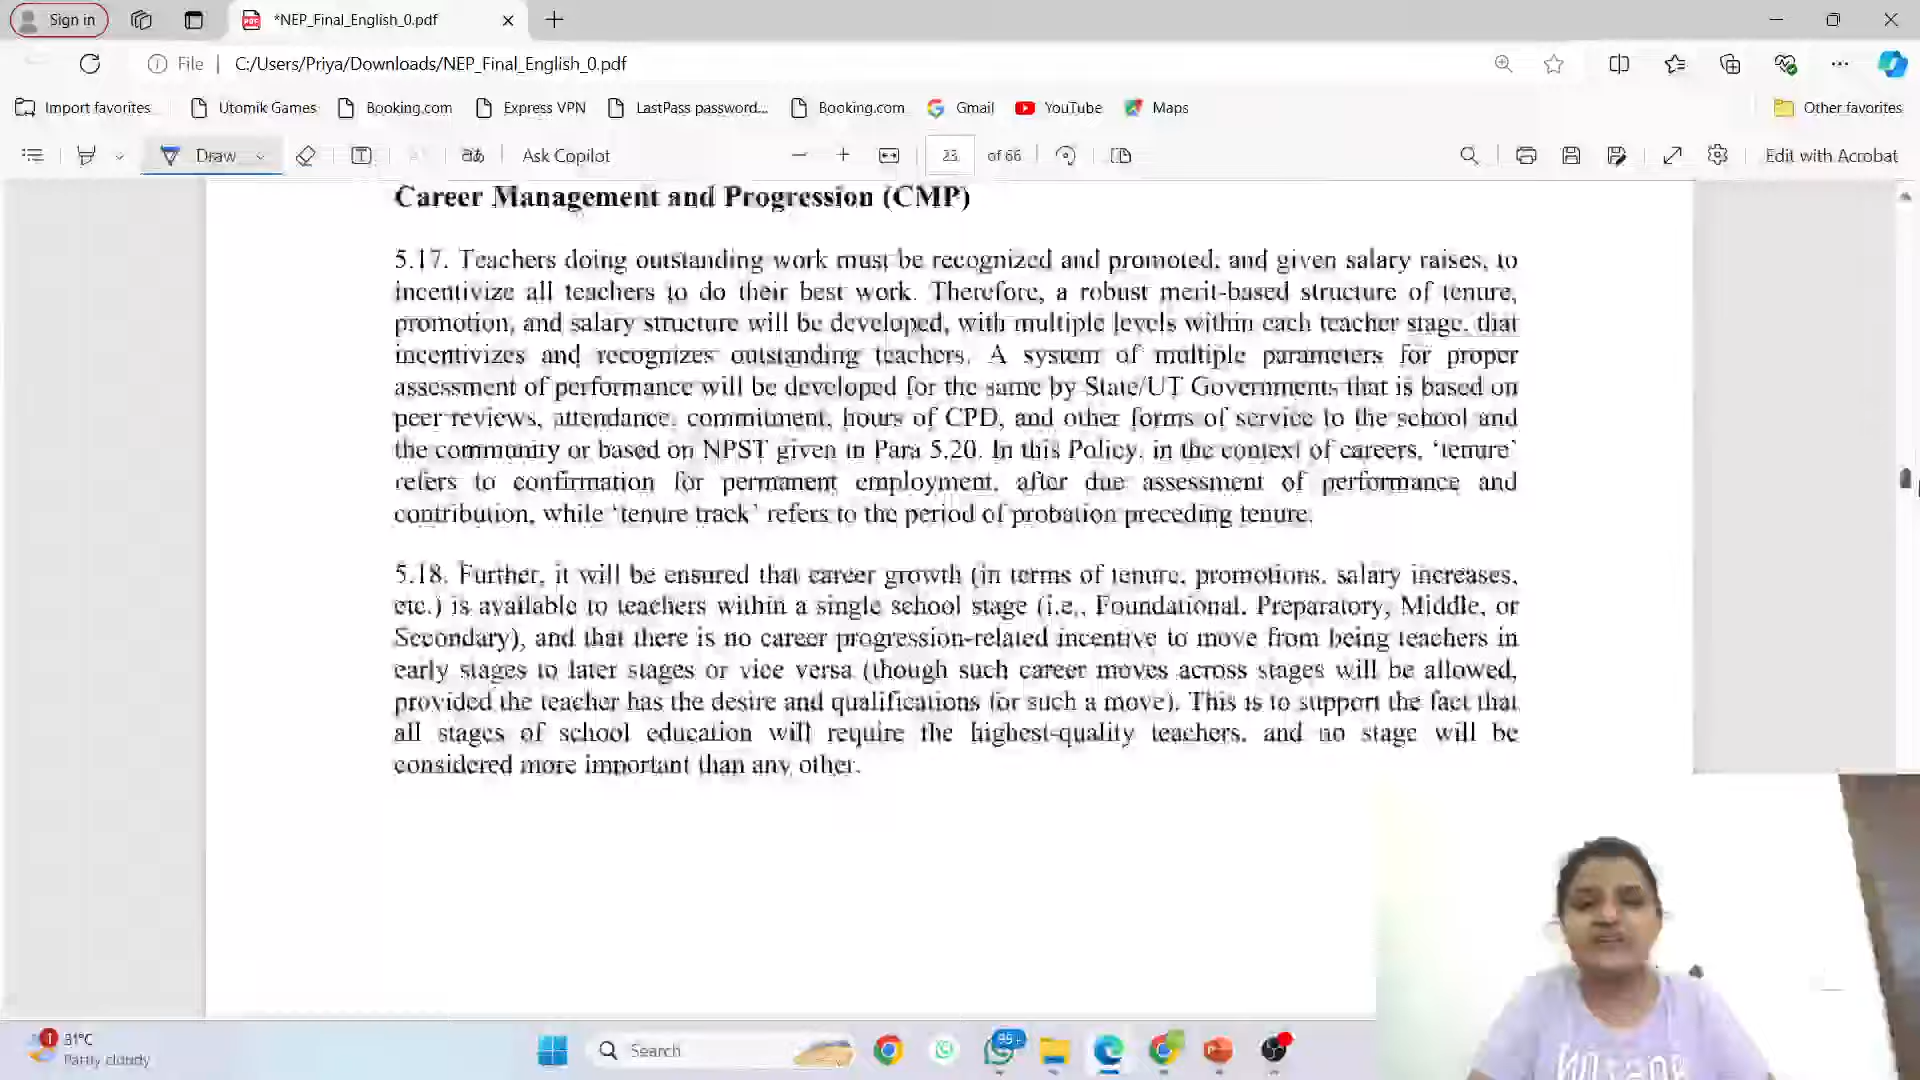 Sign in
*NEP_Final_English_0.pdf
File
C:/Users/Priya/Downloads/NEP_Final_English_0.pdf
Import favorites
Utomik Games
Booking.com
Express VPN
LastPass password...
Booking.com
Gmail
YouTube
Maps
Other favorites
Draw
Ask Copilot
23 of 66
Edit with Acrobat
Career Management and Progression (CMP)
5.17. Teachers doing outstanding work must be recognized and promoted, and given salary raises, to
incentivize all teachers to do their best work. Therefore, a robust merit-based structure of tenure,
promotion, and salary structure will be developed, with multiple levels within each teacher stage, that
incentivizes and recognizes outstanding teachers. A system of multiple parameters for proper
assessment of performance will be developed for the same by State/UT Governments that is based on
peer reviews, attendance, commitment, hours of CPD, and other forms of service to the school and
the community or based on NPST given in Para 5.20. In this Policy, in the context of careers, ‘tenure’
refers to confirmation for permanent employment, after due assessment of performance and
contribution, while ‘tenure track’ refers to the period of probation preceding tenure.
5.18. Further, it will be ensured that career growth (in terms of tenure, promotions, salary increases,
etc.) is available to teachers within a single school stage (i.e., Foundational, Preparatory, Middle, or
Secondary), and that there is no career progression-related incentive to move from being teachers in
early stages to later stages or vice versa (though such career moves across stages will be allowed,
provided the teacher has the desire and qualifications for such a move). This is to support the fact that
all stages of school education will require the highest-quality teachers, and no stage will be
considered more important than any other.
1
31°C
Partly cloudy
Search
99+